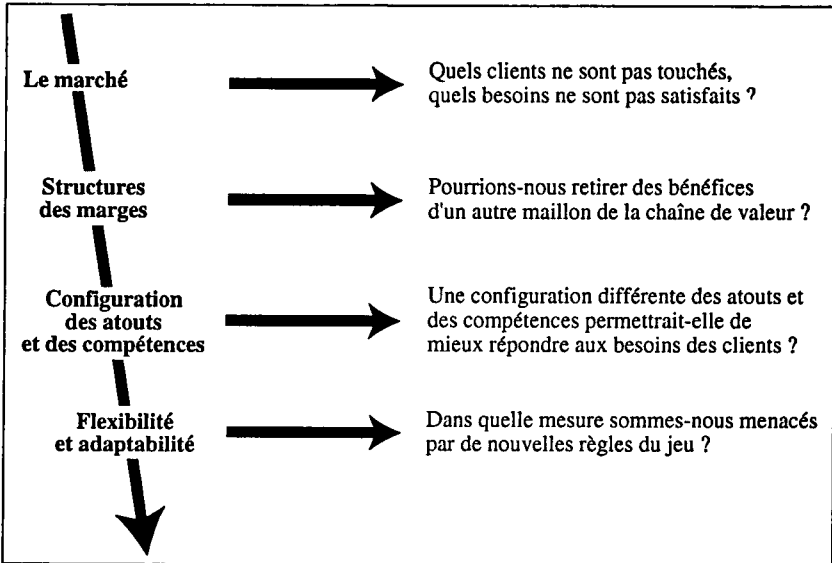 Le marché
Quels clients ne sont pas touchés,
quels besoins ne sont pas satisfaits ?
Structures
des marges
Pourrions-nous retirer des bénéfices
d'un autre maillon de la chaîne de valeur ?
Configuration
des atouts
et des compétences
Une configuration différente des atouts et
des compétences permettrait-elle de
mieux répondre aux besoins des clients ?
Flexibilité
et adaptabilité
Dans quelle mesure sommes-nous menacés
par de nouvelles règles du jeu ?